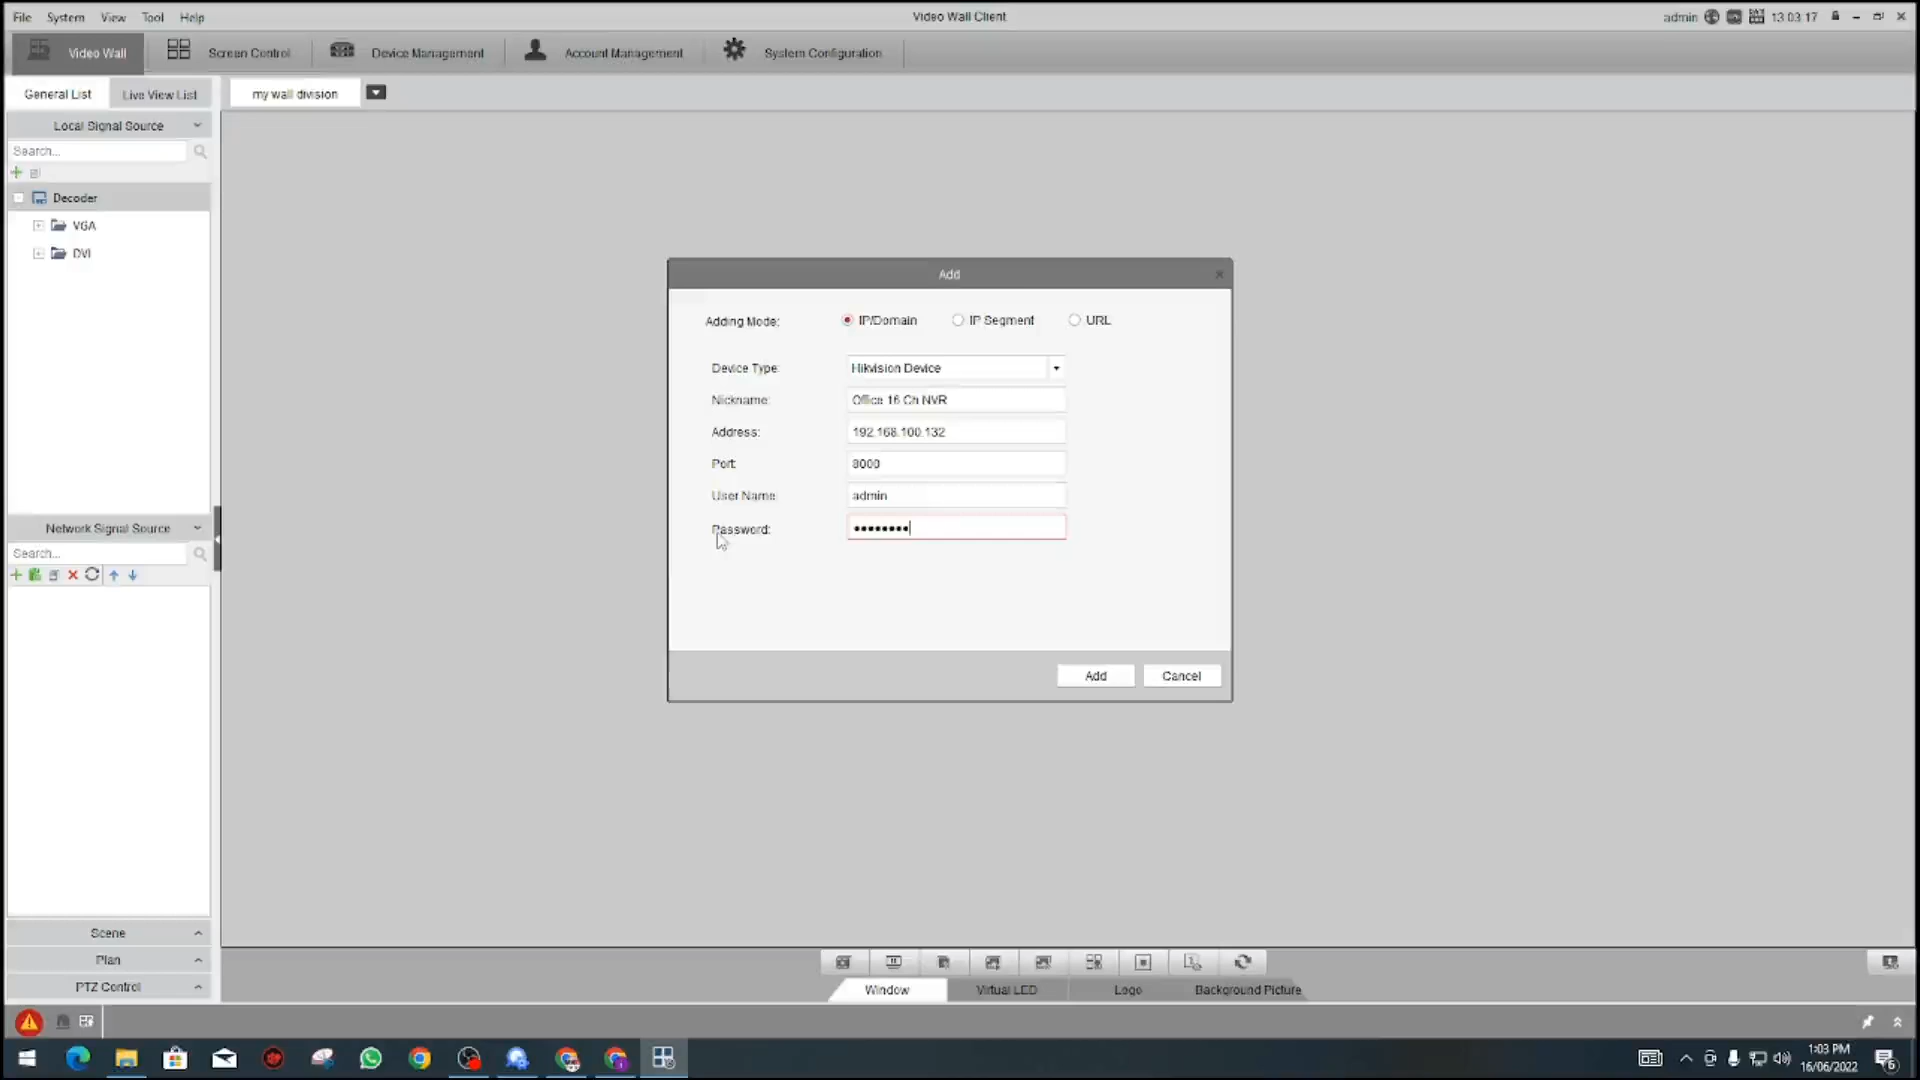 File System View Tool Help
Video Wall Client
admin 13:03:17
Video Wall
Screen Control
Device Management
Account Management
System Configuration
General List
Live View List
my wall division
Local Signal Source
Search...
Decoder
VGA
DVI
Network Signal Source
Search...
Add
Adding Mode: IP/Domain IP Segment URL
Device Type: Hikvision Device
Nickname: Office 16 Ch NVR
Address: 192.168.100.132
Port: 8000
User Name: admin
Password: ••••••••
Add Cancel
Scene
Plan
PTZ Control
Window
Virtual LED
Logo
Background Picture
1:03 PM
16/06/2022
6